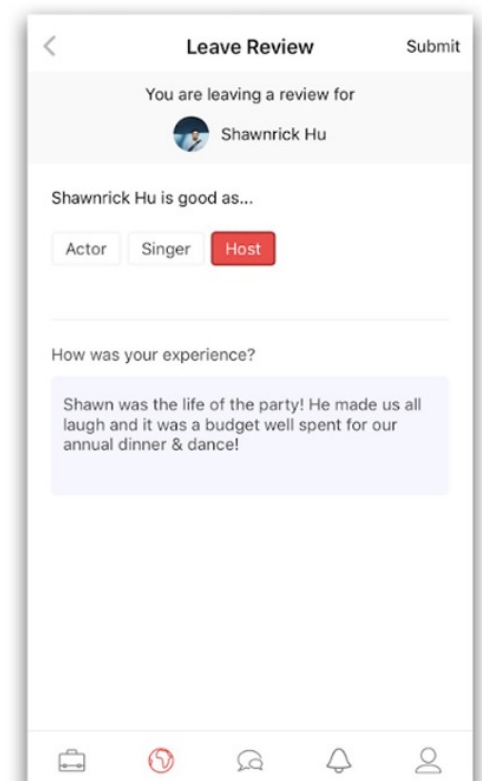 Leave Review
Submit
You are leaving a review for
Shawnrick Hu
Shawnrick Hu is good as...
Actor
Singer
Host
How was your experience?
Shawn was the life of the party! He made us all
laugh and it was a budget well spent for our
annual dinner & dance!